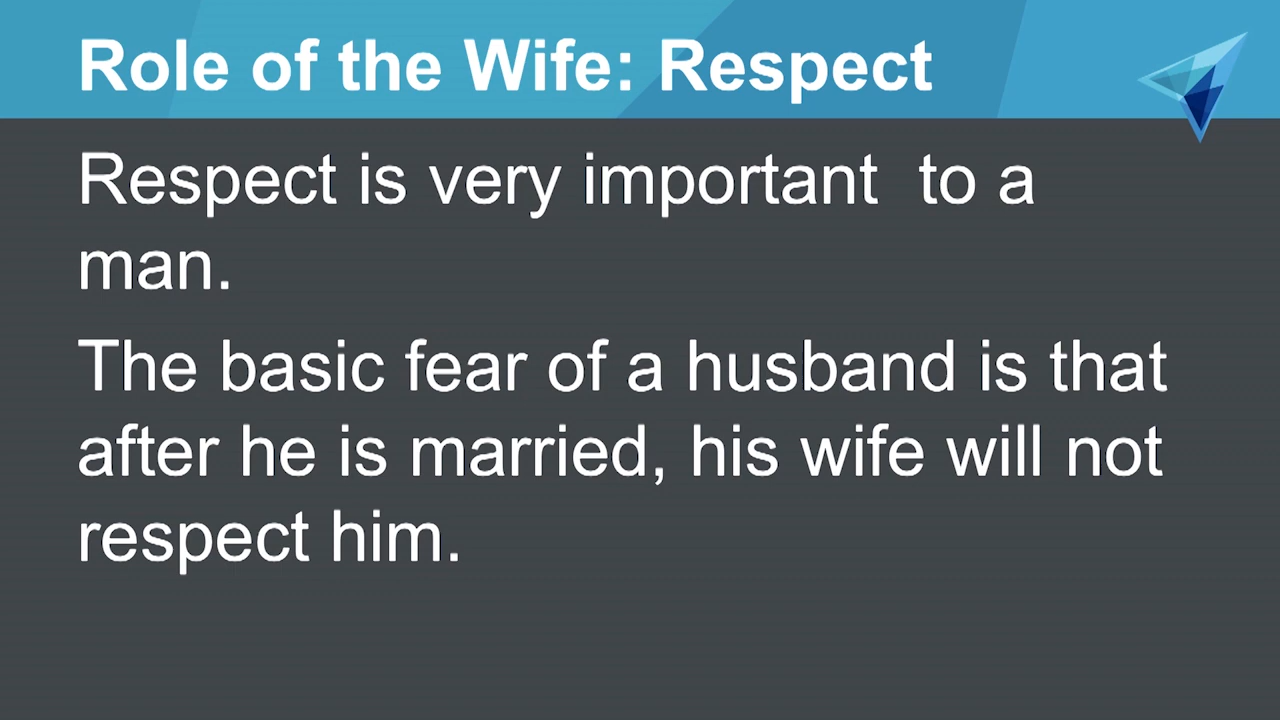 Role of the Wife: Respect
Respect is very important  to a
man.
The basic fear of a husband is that
after he is married, his wife will not
respect him.